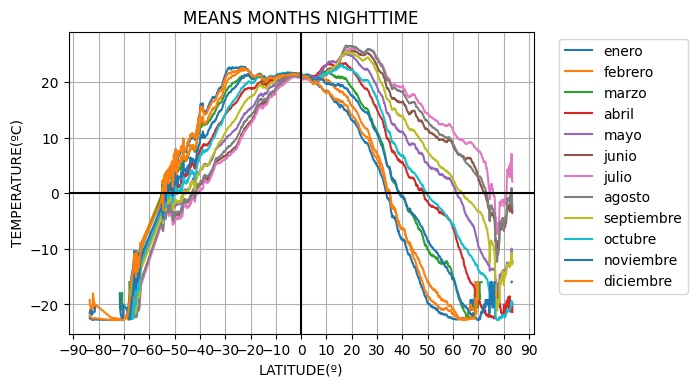 MEANS MONTHS NIGHTTIME
TEMPERATURE(ºC)
20
10
0
−10
−20
−90 −80 −70 −60 −50 −40 −30 −20 −10 0 10 20 30 40 50 60 70 80 90
LATITUDE(º)
enero
febrero
marzo
abril
mayo
junio
julio
agosto
septiembre
octubre
noviembre
diciembre